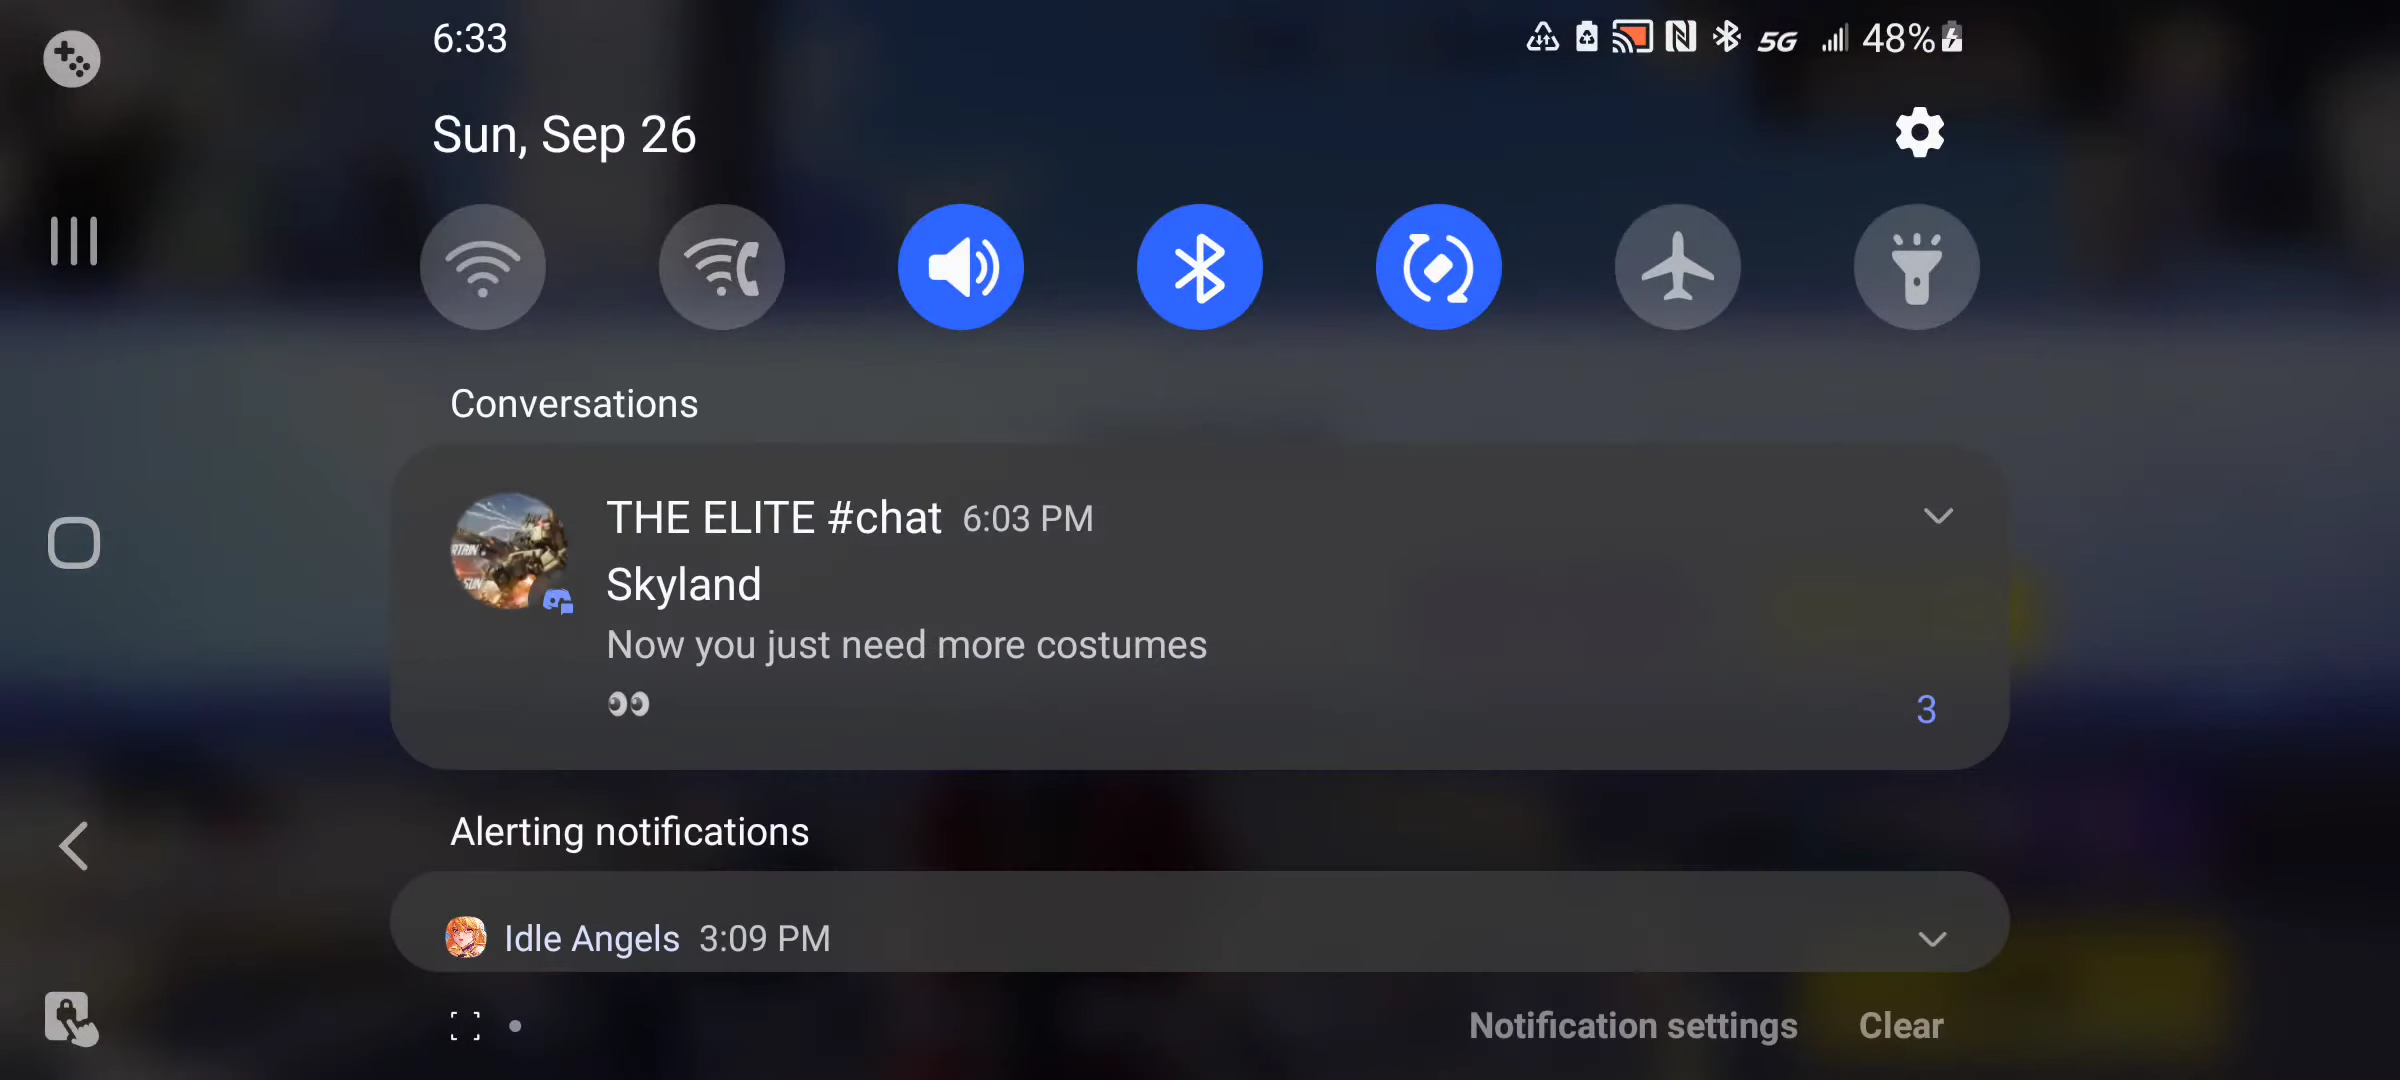 6:33
5G 48%
Sun, Sep 26
Conversations
THE ELITE #chat 6:03 PM
Skyland
Now you just need more costumes
👀
3
Alerting notifications
Idle Angels 3:09 PM
Notification settings Clear